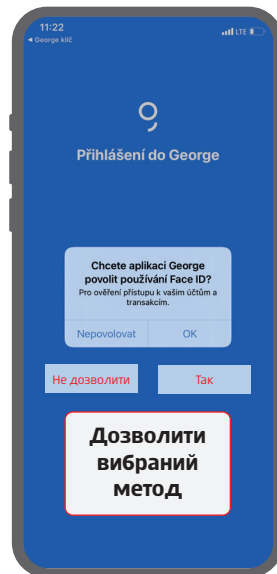 11:22
LTE
◀ George klíč
Přihlášení do George
Chcete aplikaci George
povolit používání Face ID?
Pro ověření přístupu k vašim účtům a
transakcím.
Nepovolovat OK
Не дозволити Так
Дозволити
вибраний
метод